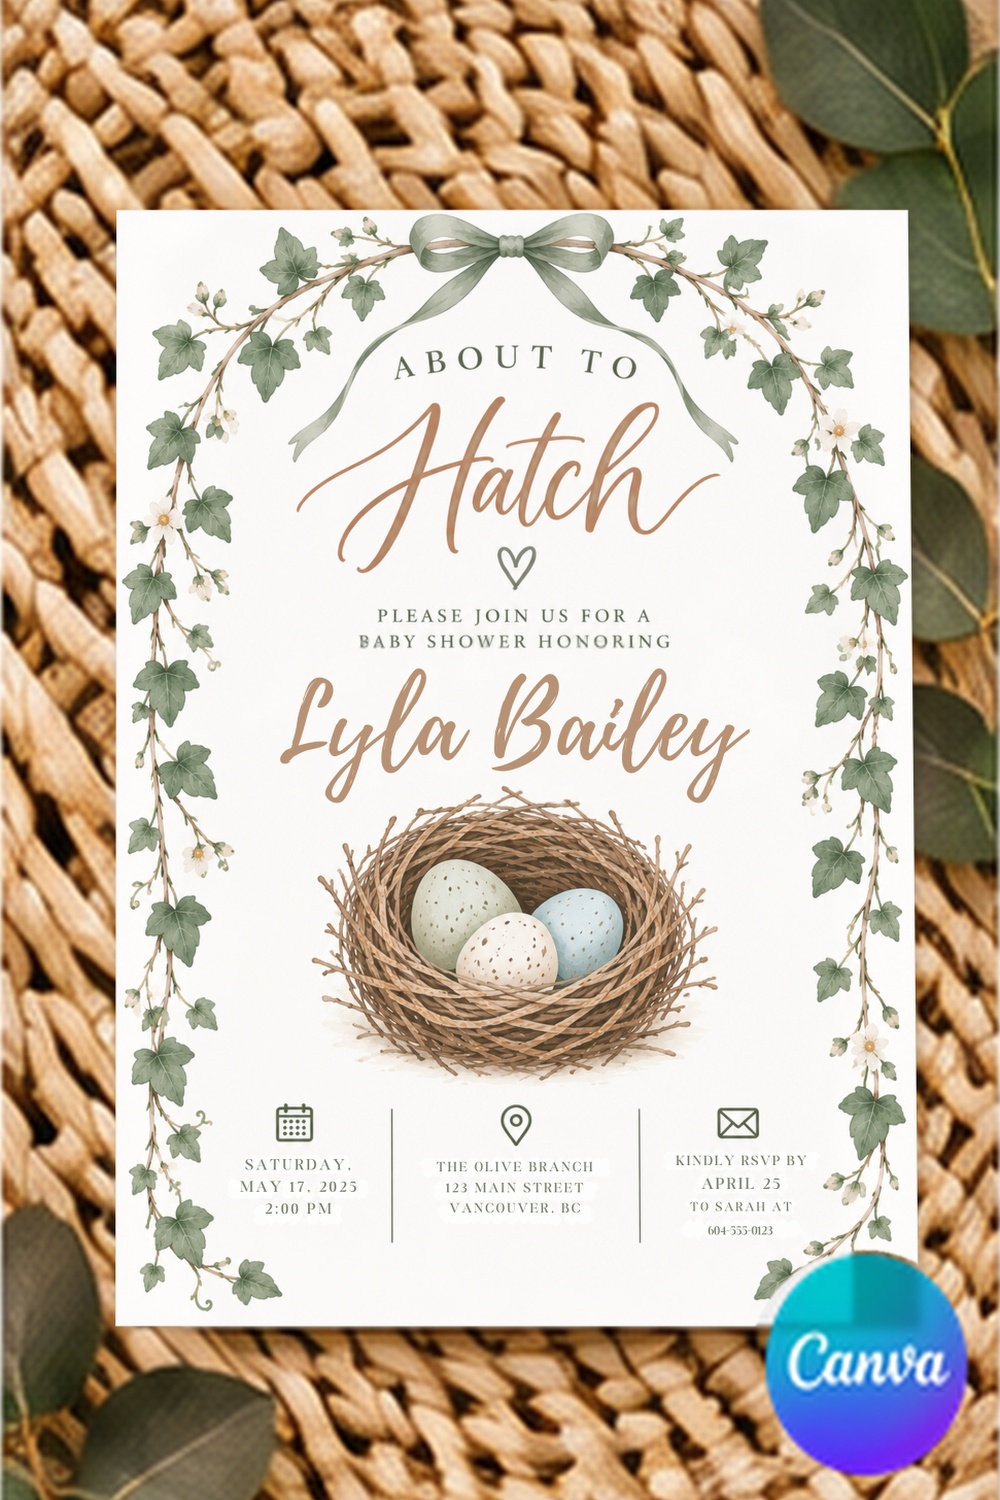 ABOUT TO
Hatch
PLEASE JOIN US FOR A
BABY SHOWER HONORING
Lyla Bailey
SATURDAY,
MAY 17, 2025
2:00 PM
THE OLIVE BRANCH
123 MAIN STREET
VANCOUVER, BC
KINDLY RSVP BY
APRIL 25
TO SARAH AT
604-555-0123
Canva